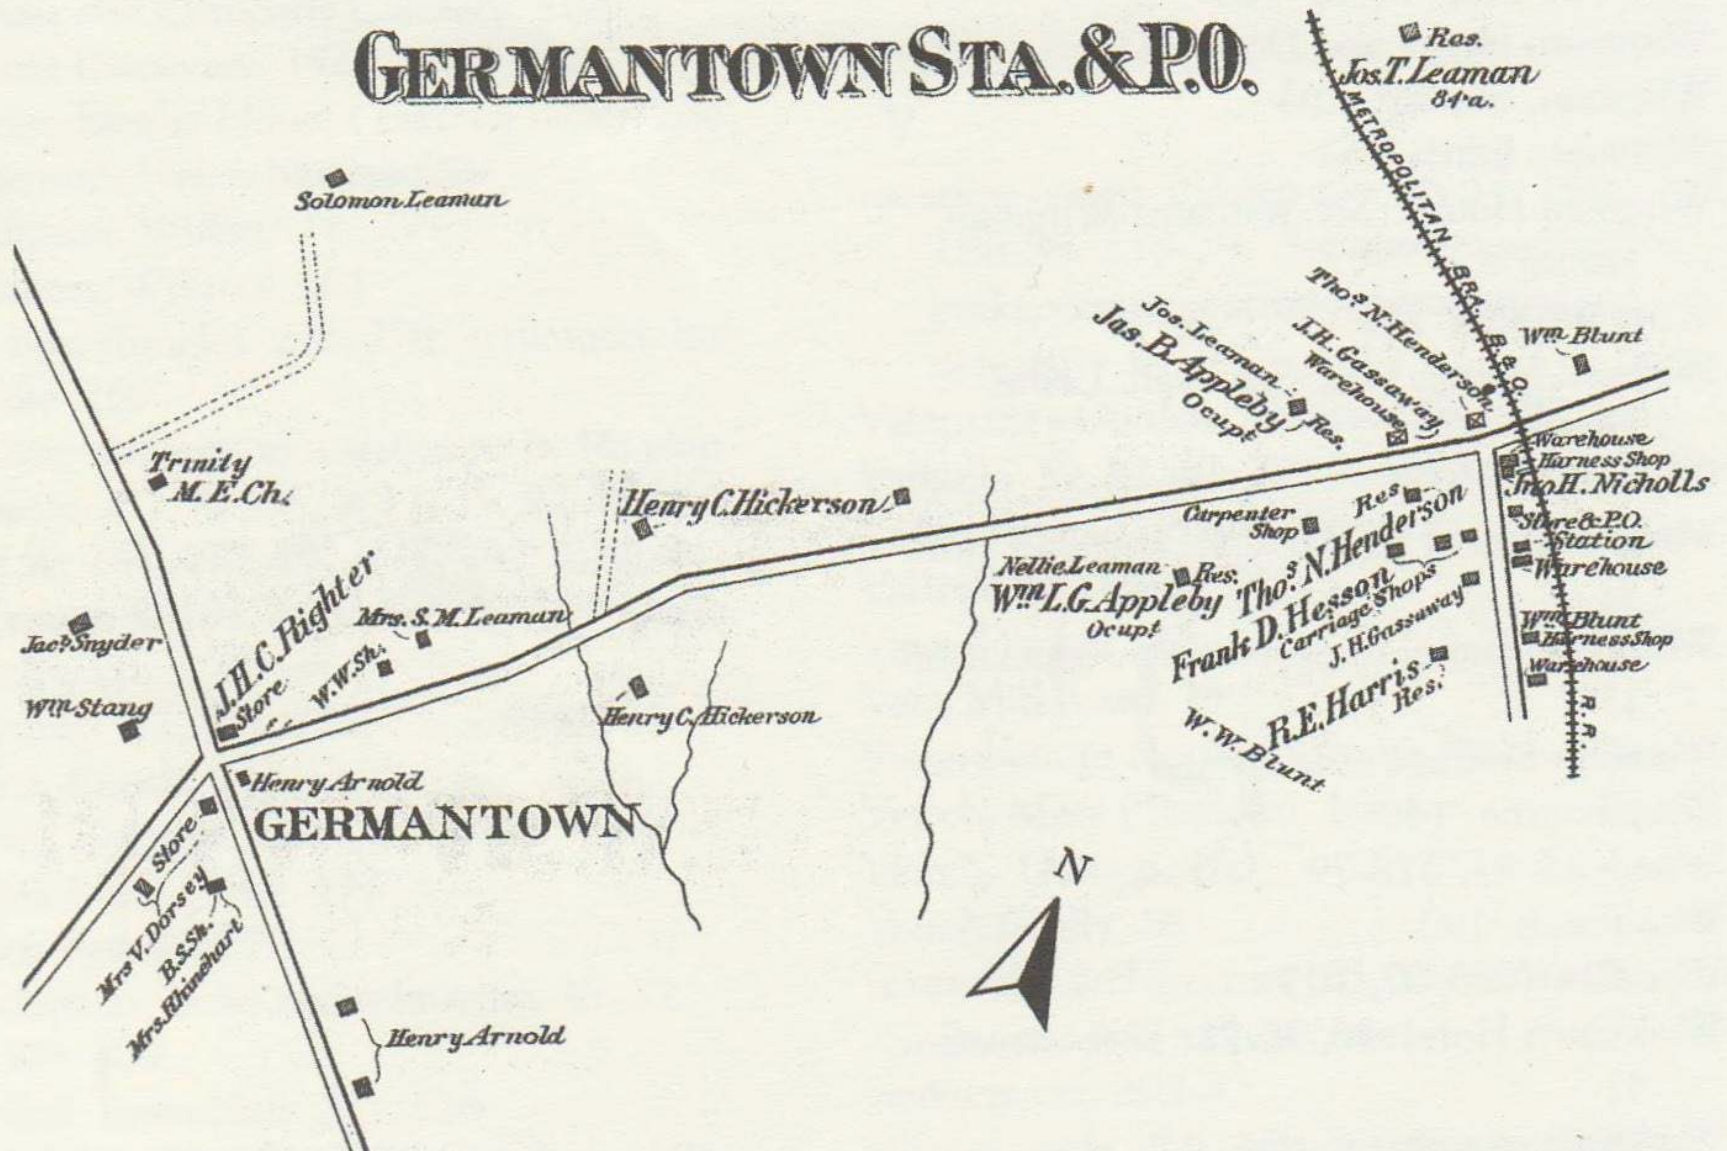 GERMANTOWN STA. & P.O.
Res.
Jos. T. Leaman
84 a.
METROPOLITAN BRA. B. & O. R.R.
Solomon Leaman
Trinity
M. E. Ch.
Henry C. Hickerson
Jos. Leaman
Jas. B. Appleby
Ocupt
Res.
Thos. N. Henderson
J. H. Gassaway
Warehouse
Wm Blunt
Warehouse
Harness Shop
Jno H. Nicholls
Store & P.O.
Station
Warehouse
Wm Blunt
Harness Shop
Warehouse
Carpenter
Shop
Res
Thos. N. Henderson
Nellie Leaman
Res.
Wm L. G. Appleby
Ocupt
Frank D. Hesson
Carriage Shops
J. H. Gassaway
R. E. Harris
Res.
W. W. Blunt
Jac. Snyder
Wm Stang
J. H. C. Righter
Store
W. W. Sh.
Mrs. S. M. Leaman
Henry C. Hickerson
Henry Arnold
GERMANTOWN
Store
Mrs V. Dorsey
B. S. Sh.
Mrs. Rhinehart
Henry Arnold
N